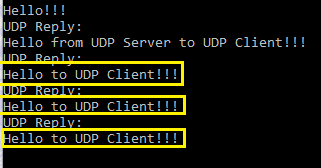 Hello!!!
UDP Reply:
Hello from UDP Server to UDP Client!!!
UDP Reply:
Hello to UDP Client!!!
UDP Reply:
Hello to UDP Client!!!
UDP Reply:
Hello to UDP Client!!!